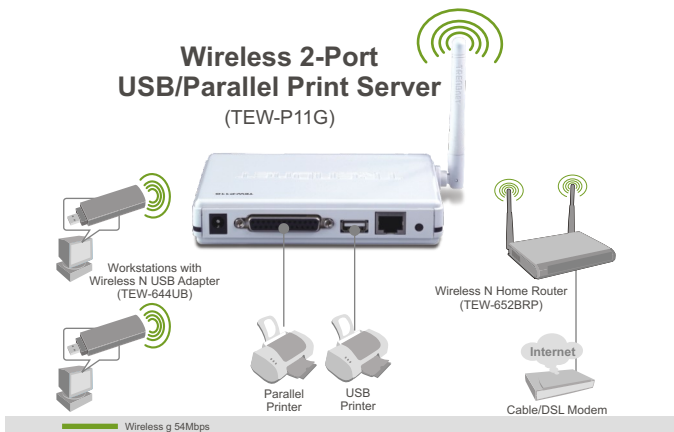 Wireless 2-Port
USB/Parallel Print Server
(TEW-P11G)
Workstations with
Wireless N USB Adapter
(TEW-644UB)
Wireless N Home Router
(TEW-652BRP)
Internet
Parallel
Printer
USB
Printer
Cable/DSL Modem
Wireless g 54Mbps